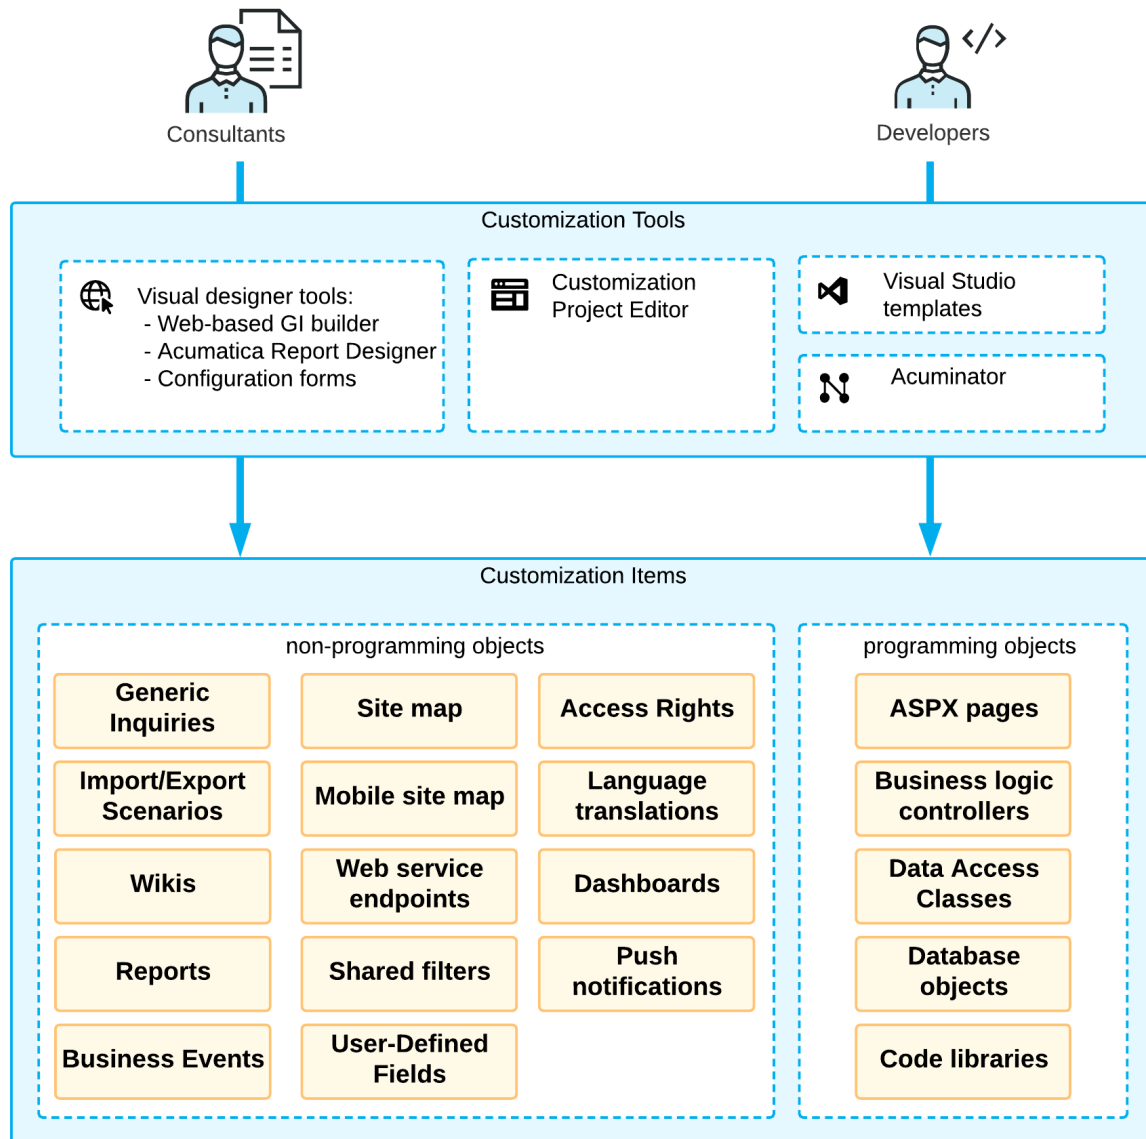 Consultants
Developers
Customization Tools
Visual designer tools:
- Web-based GI builder
- Acumatica Report Designer
- Configuration forms
Customization
Project Editor
Visual Studio
templates
Acuminator
Customization Items
non-programming objects
Generic
Inquiries
Site map
Access Rights
Import/Export
Scenarios
Mobile site map
Language
translations
Wikis
Web service
endpoints
Dashboards
Reports
Shared filters
Push
notifications
Business Events
User-Defined
Fields
programming objects
ASPX pages
Business logic
controllers
Data Access
Classes
Database
objects
Code libraries